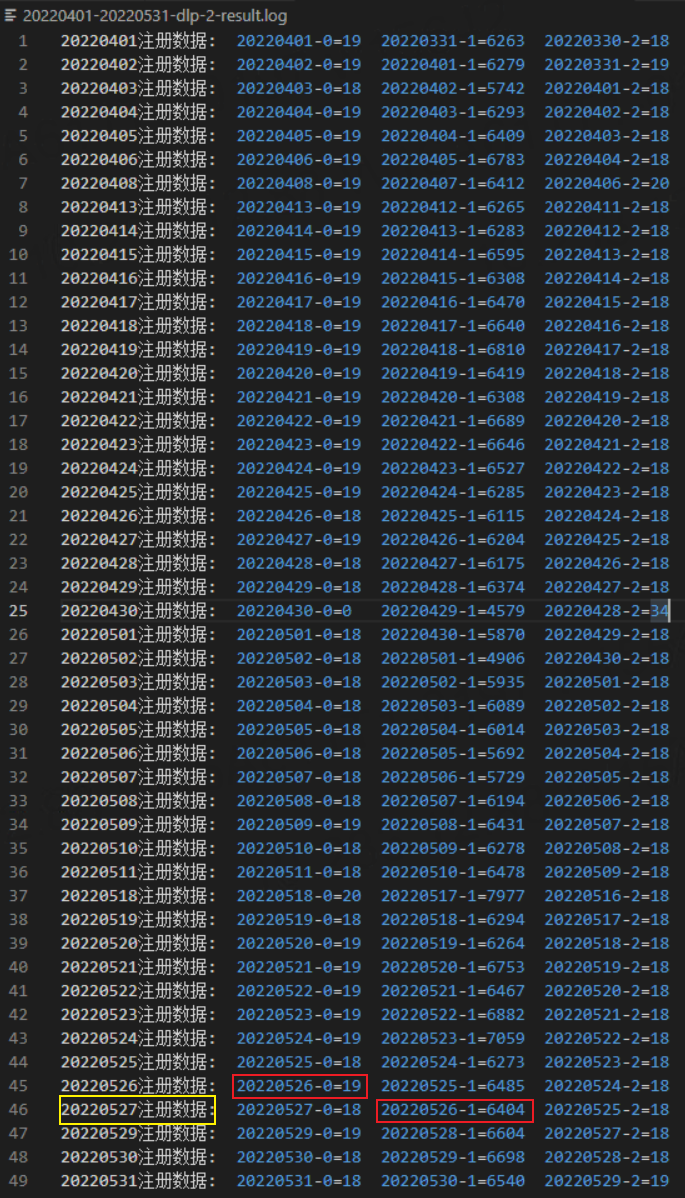 20220401-20220531-dlp-2-result.log
1 20220401注册数据: 20220401-0=19 20220331-1=6263 20220330-2=18
2 20220402注册数据: 20220402-0=19 20220401-1=6279 20220331-2=19
3 20220403注册数据: 20220403-0=18 20220402-1=5742 20220401-2=18
4 20220404注册数据: 20220404-0=19 20220403-1=6293 20220402-2=18
5 20220405注册数据: 20220405-0=19 20220404-1=6409 20220403-2=18
6 20220406注册数据: 20220406-0=19 20220405-1=6783 20220404-2=18
7 20220408注册数据: 20220408-0=19 20220407-1=6412 20220406-2=20
8 20220413注册数据: 20220413-0=19 20220412-1=6265 20220411-2=18
9 20220414注册数据: 20220414-0=19 20220413-1=6283 20220412-2=18
10 20220415注册数据: 20220415-0=19 20220414-1=6595 20220413-2=18
11 20220416注册数据: 20220416-0=19 20220415-1=6308 20220414-2=18
12 20220417注册数据: 20220417-0=19 20220416-1=6470 20220415-2=18
13 20220418注册数据: 20220418-0=19 20220417-1=6640 20220416-2=18
14 20220419注册数据: 20220419-0=19 20220418-1=6810 20220417-2=18
15 20220420注册数据: 20220420-0=19 20220419-1=6419 20220418-2=18
16 20220421注册数据: 20220421-0=19 20220420-1=6308 20220419-2=18
17 20220422注册数据: 20220422-0=19 20220421-1=6689 20220420-2=18
18 20220423注册数据: 20220423-0=19 20220422-1=6646 20220421-2=18
19 20220424注册数据: 20220424-0=19 20220423-1=6527 20220422-2=18
20 20220425注册数据: 20220425-0=19 20220424-1=6285 20220423-2=18
21 20220426注册数据: 20220426-0=18 20220425-1=6115 20220424-2=18
22 20220427注册数据: 20220427-0=19 20220426-1=6204 20220425-2=18
23 20220428注册数据: 20220428-0=18 20220427-1=6175 20220426-2=18
24 20220429注册数据: 20220429-0=18 20220428-1=6374 20220427-2=18
25 20220430注册数据: 20220430-0=0 20220429-1=4579 20220428-2=34
26 20220501注册数据: 20220501-0=18 20220430-1=5870 20220429-2=18
27 20220502注册数据: 20220502-0=18 20220501-1=4906 20220430-2=18
28 20220503注册数据: 20220503-0=18 20220502-1=5935 20220501-2=18
29 20220504注册数据: 20220504-0=18 20220503-1=6089 20220502-2=18
30 20220505注册数据: 20220505-0=18 20220504-1=6014 20220503-2=18
31 20220506注册数据: 20220506-0=18 20220505-1=5692 20220504-2=18
32 20220507注册数据: 20220507-0=18 20220506-1=5729 20220505-2=18
33 20220508注册数据: 20220508-0=18 20220507-1=6194 20220506-2=18
34 20220509注册数据: 20220509-0=19 20220508-1=6431 20220507-2=18
35 20220510注册数据: 20220510-0=18 20220509-1=6278 20220508-2=18
36 20220511注册数据: 20220511-0=18 20220510-1=6478 20220509-2=18
37 20220518注册数据: 20220518-0=20 20220517-1=7977 20220516-2=18
38 20220519注册数据: 20220519-0=18 20220518-1=6294 20220517-2=18
39 20220520注册数据: 20220520-0=19 20220519-1=6264 20220518-2=18
40 20220521注册数据: 20220521-0=19 20220520-1=6753 20220519-2=18
41 20220522注册数据: 20220522-0=19 20220521-1=6467 20220520-2=18
42 20220523注册数据: 20220523-0=19 20220522-1=6882 20220521-2=18
43 20220524注册数据: 20220524-0=19 20220523-1=7059 20220522-2=18
44 20220525注册数据: 20220525-0=18 20220524-1=6273 20220523-2=18
45 20220526注册数据: 20220526-0=19 20220525-1=6485 20220524-2=18
46 20220527注册数据: 20220527-0=18 20220526-1=6404 20220525-2=18
47 20220529注册数据: 20220529-0=19 20220528-1=6604 20220527-2=18
48 20220530注册数据: 20220530-0=18 20220529-1=6698 20220528-2=18
49 20220531注册数据: 20220531-0=18 20220530-1=6540 20220529-2=19